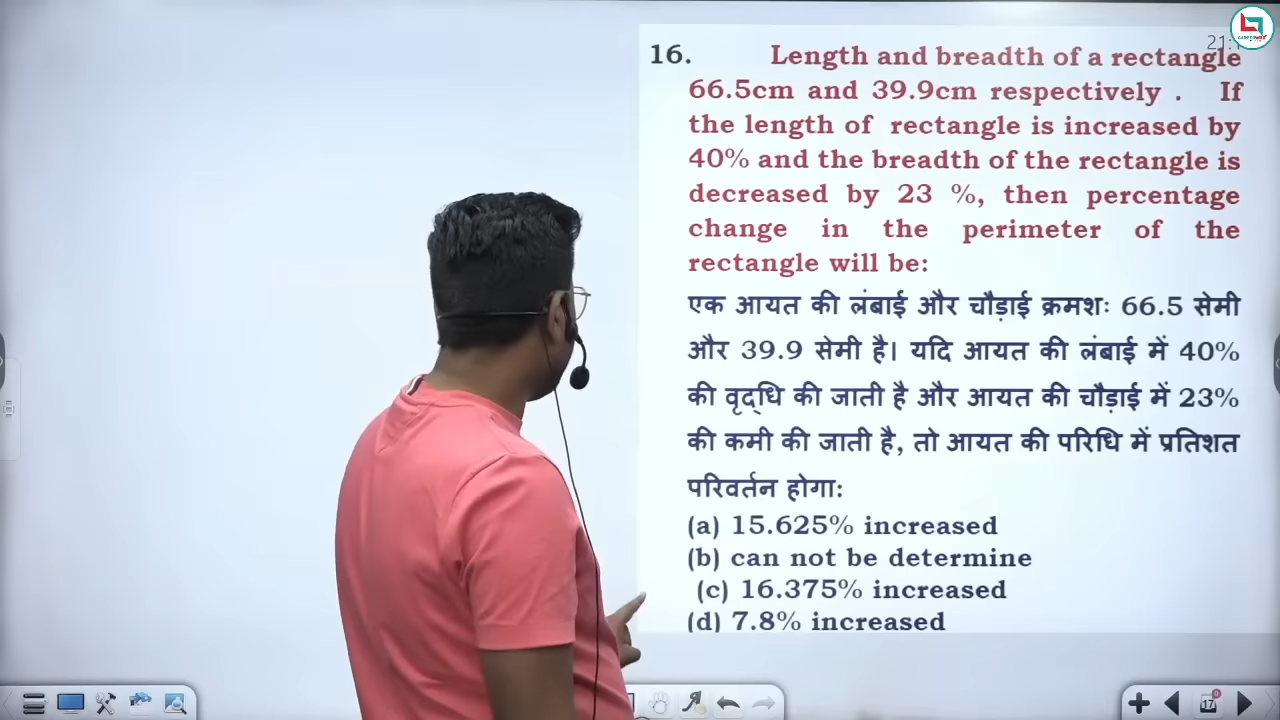 21:1
16. Length and breadth of a rectangle
66.5cm and 39.9cm respectively . If
the length of rectangle is increased by
40% and the breadth of the rectangle is
decreased by 23 %, then percentage
change in the perimeter of the
rectangle will be:
एक आयत की लंबाई और चौड़ाई क्रमशः 66.5 सेमी
और 39.9 सेमी है। यदि आयत की लंबाई में 40%
की वृद्धि की जाती है और आयत की चौड़ाई में 23%
की कमी की जाती है, तो आयत की परिधि में प्रतिशत
परिवर्तन होगा:
(a) 15.625% increased
(b) can not be determine
(c) 16.375% increased
(d) 7.8% increased
17